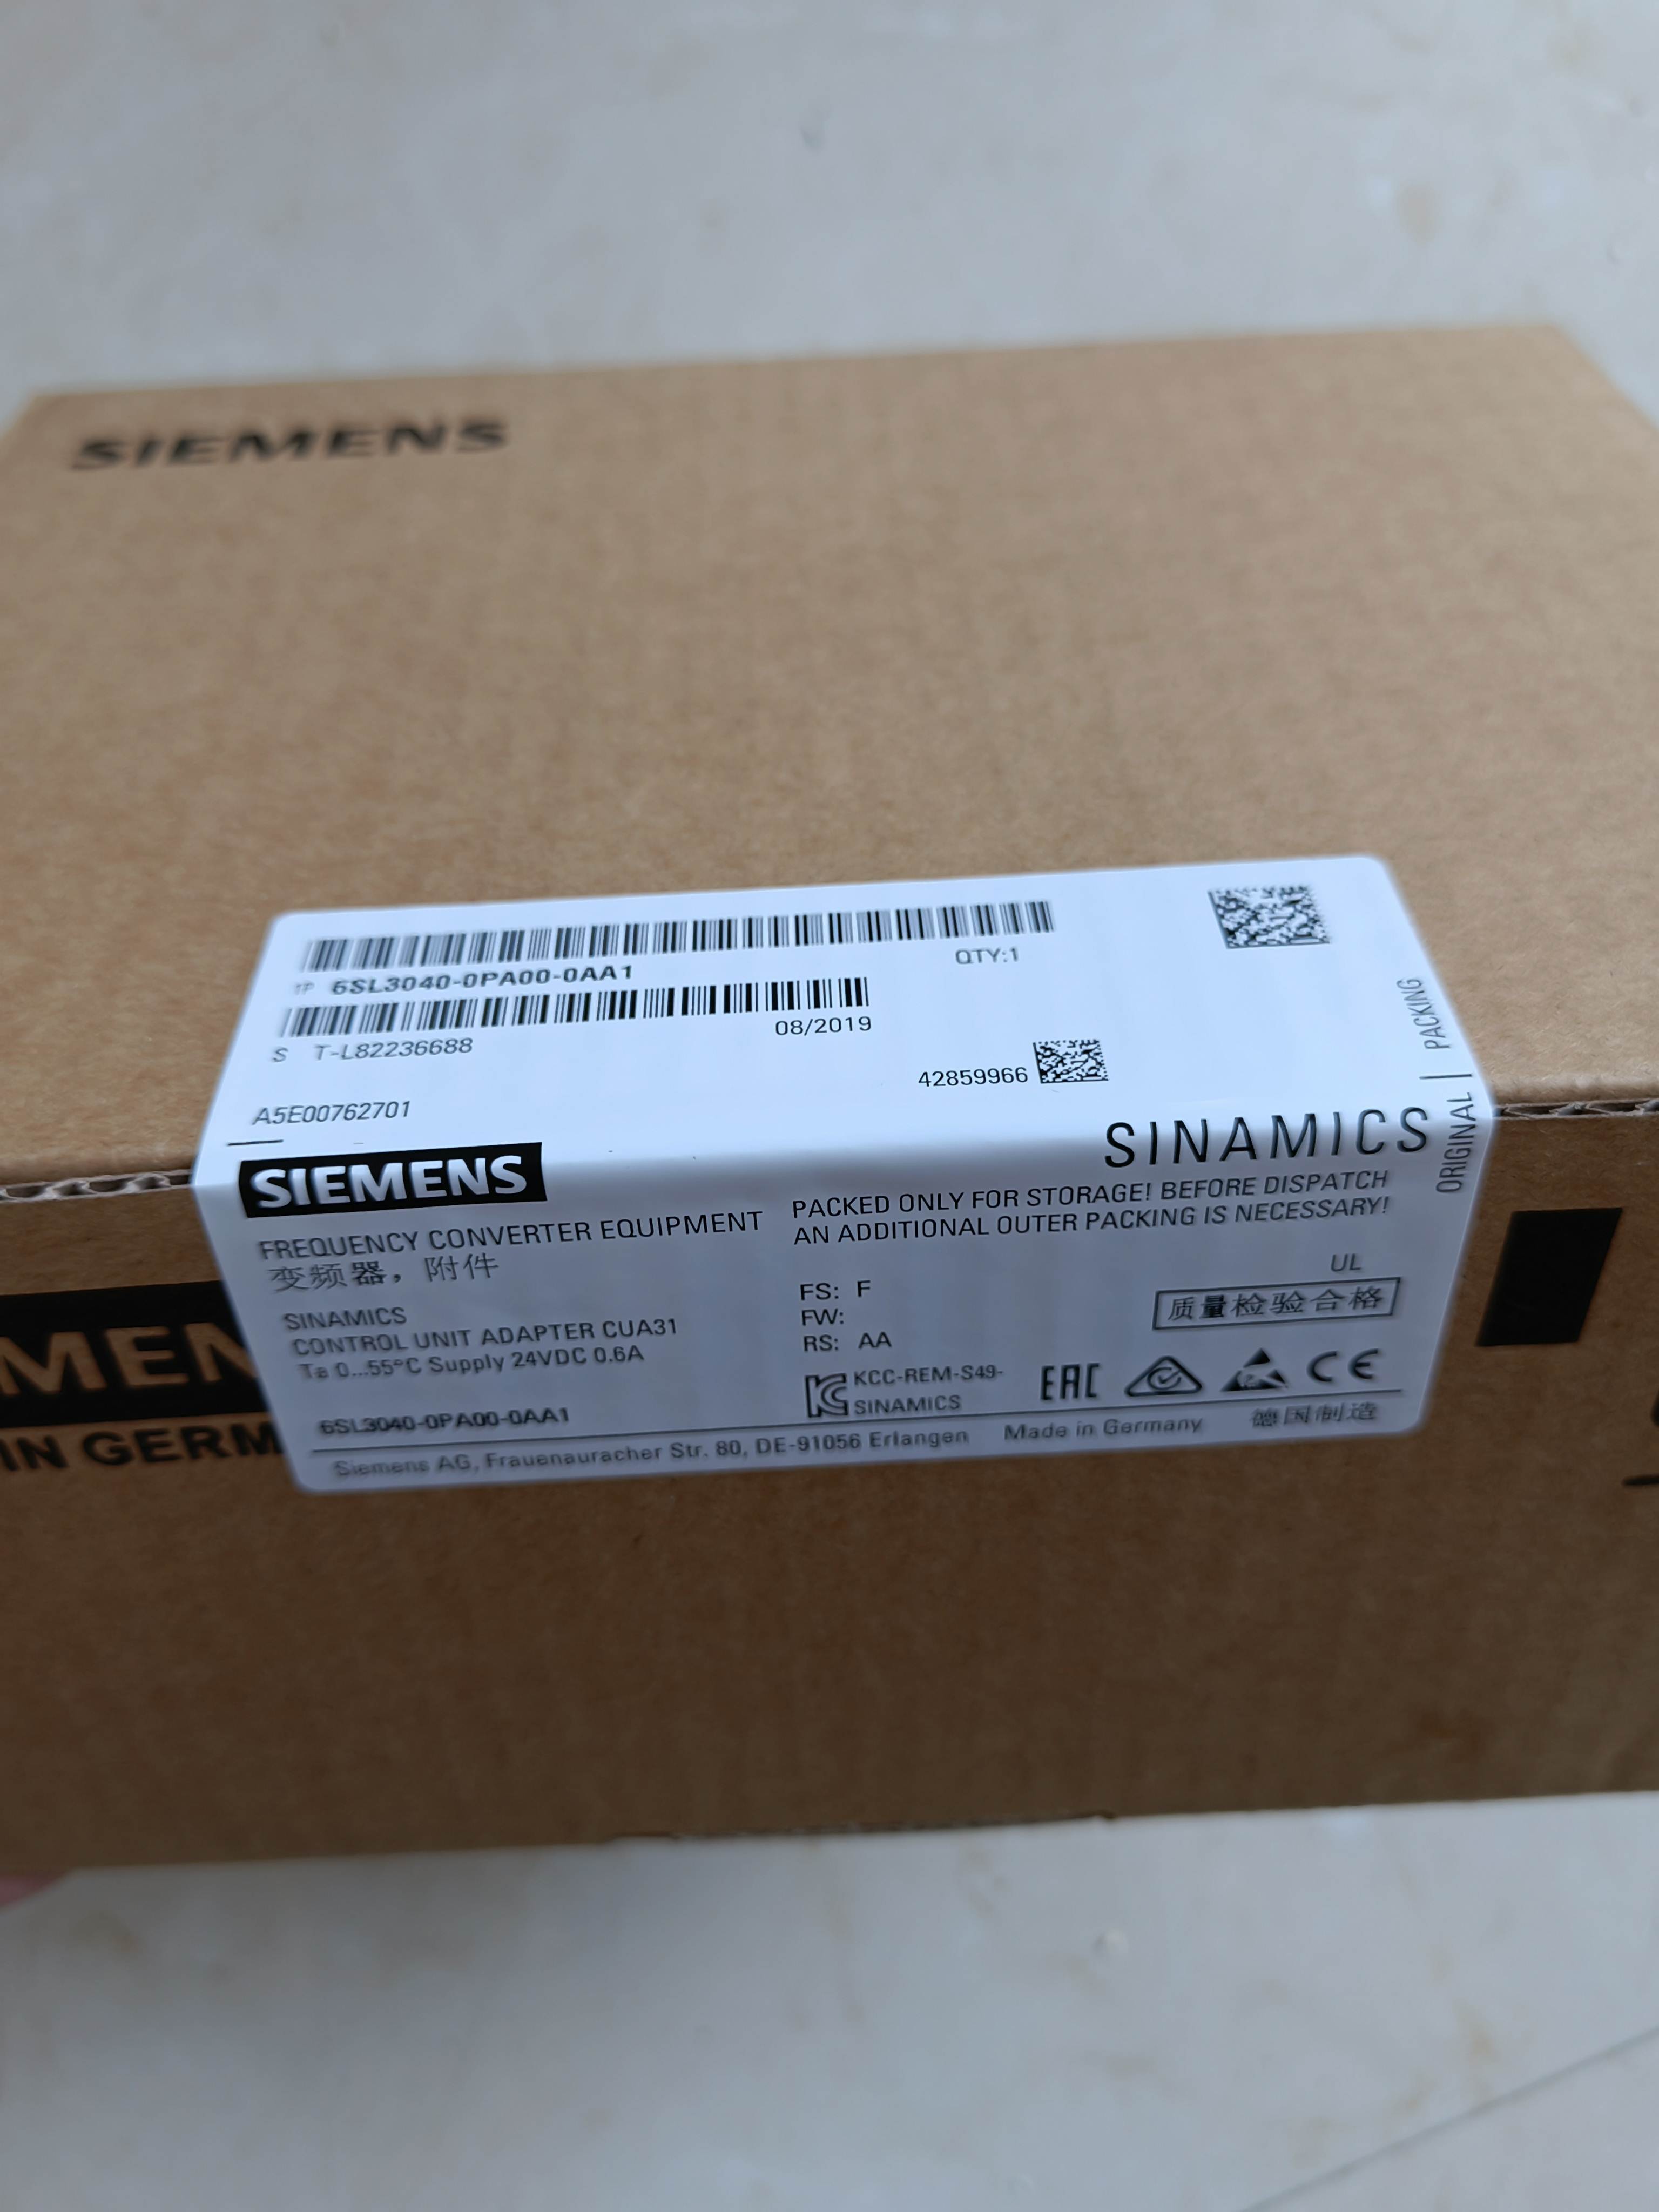 SIEMENS
1P 6SL3040-0PA00-0AA1
QTY:1
S T-L82236688
08/2019
42859966
A5E00762701
ORIGINAL | PACKING
SIEMENS
SINAMICS
FREQUENCY CONVERTER EQUIPMENT
变频器，附件
PACKED ONLY FOR STORAGE! BEFORE DISPATCH
AN ADDITIONAL OUTER PACKING IS NECESSARY!
SINAMICS
CONTROL UNIT ADAPTER CUA31
Ta 0...55°C Supply 24VDC 0.6A
6SL3040-0PA00-0AA1
FS: F
FW:
RS: AA
UL
质量检验合格
KCC-REM-S49-
SINAMICS
EAC
CE
Siemens AG, Frauenauracher Str. 80, DE-91056 Erlangen
Made in Germany
德国制造
MEN
IN GERM